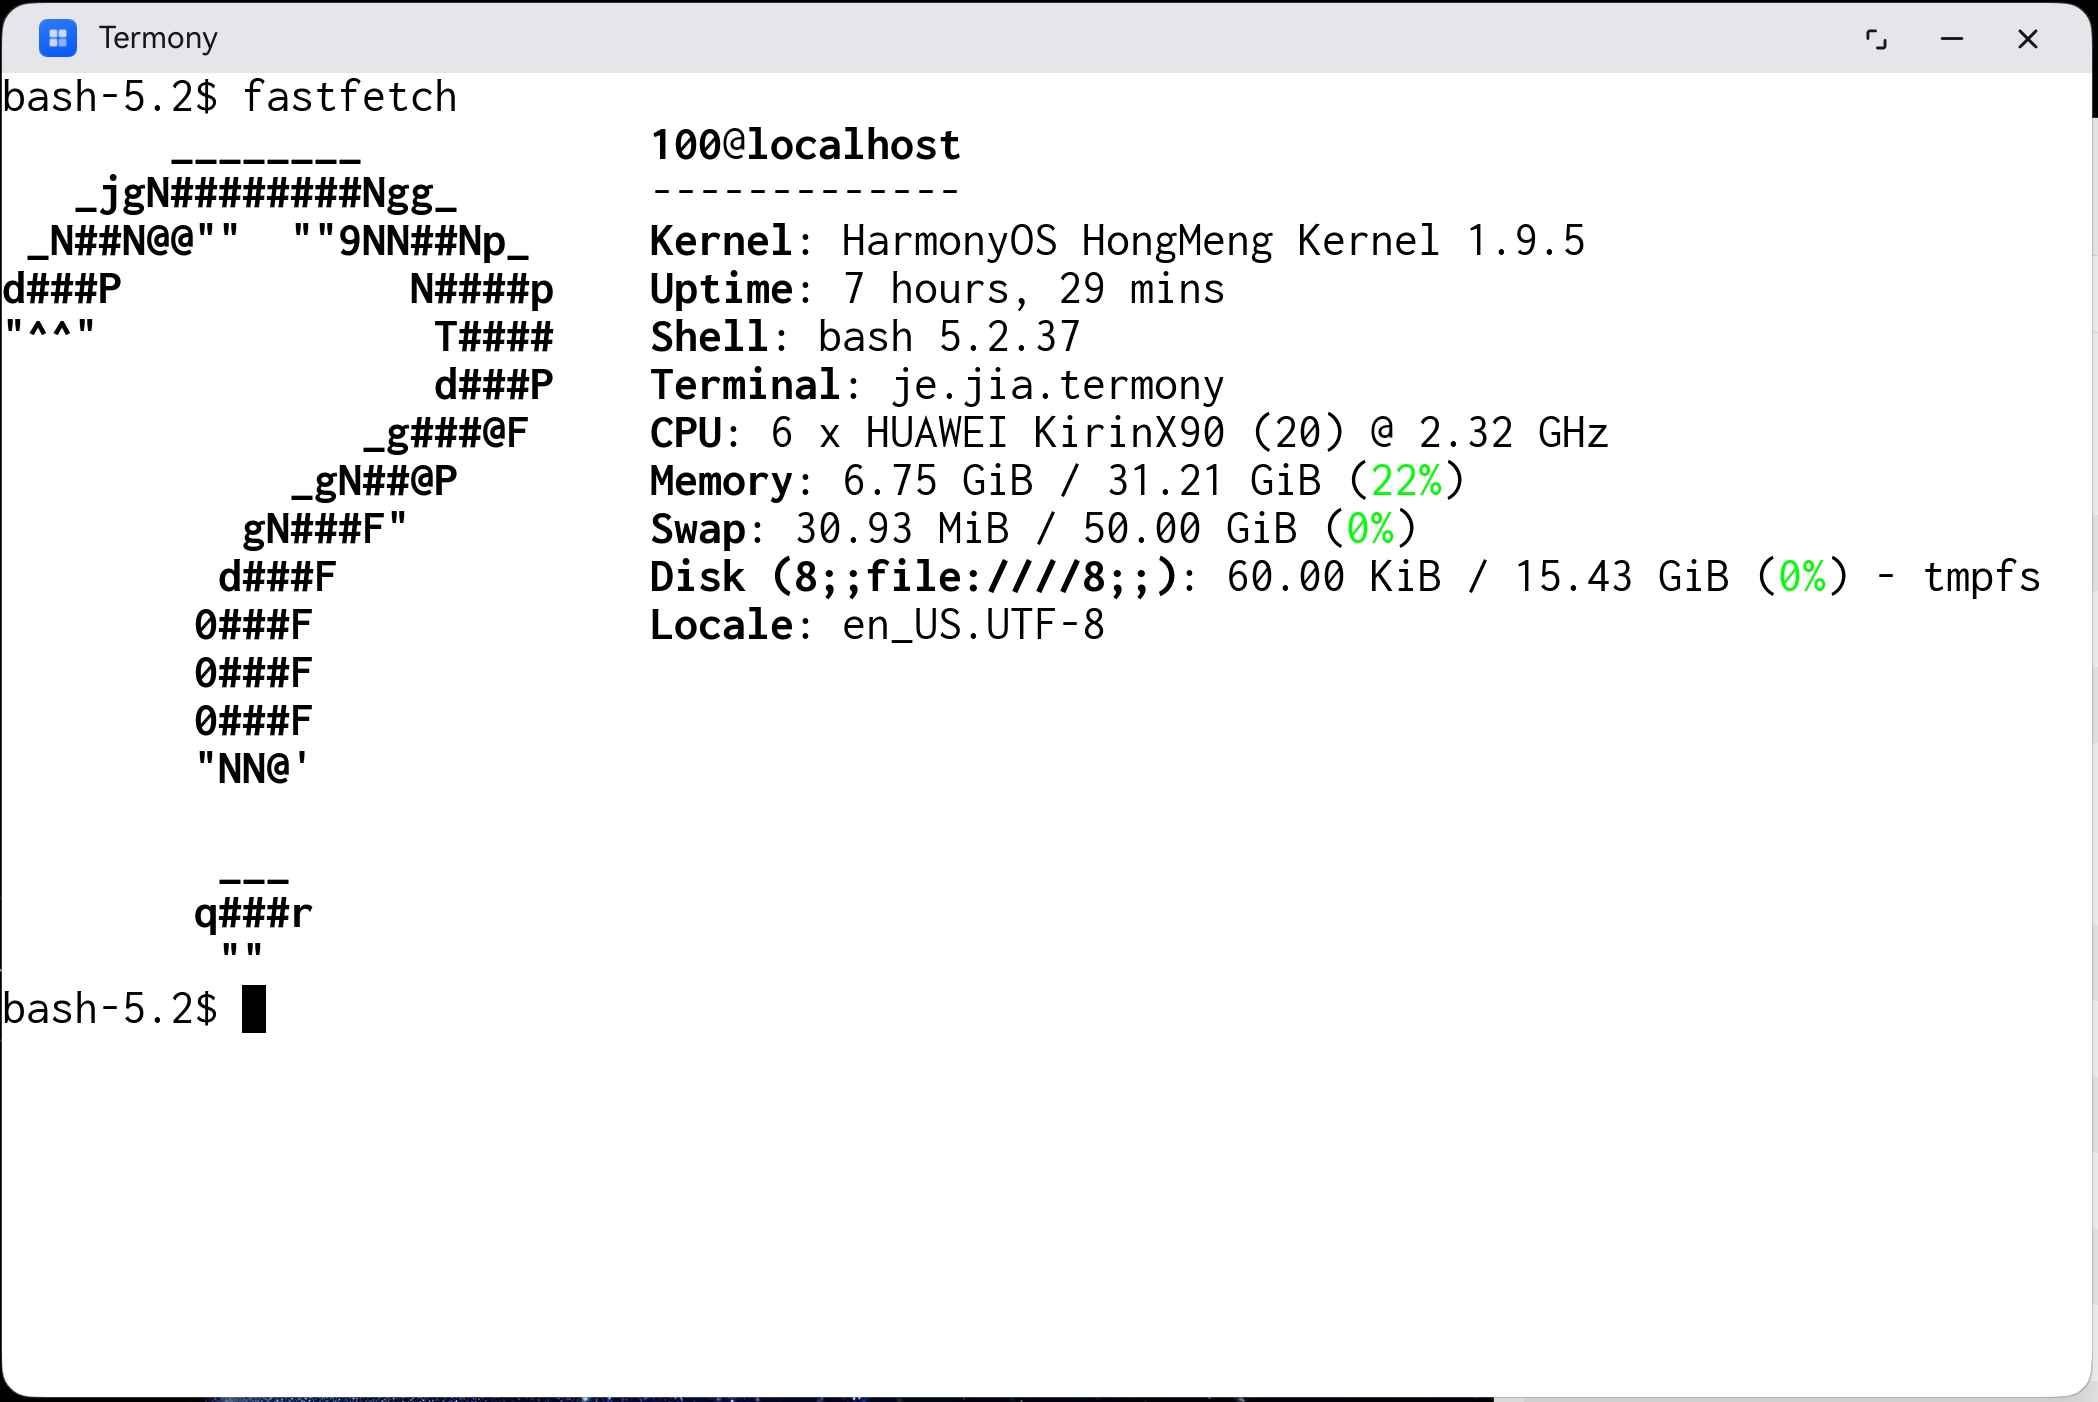 Termony
bash-5.2$ fastfetch
        ________             100@localhost
   _jgN########Ngg_        -------------
 _N##N@@""  ""9NN##Np_     Kernel: HarmonyOS HongMeng Kernel 1.9.5
d###P            N####p    Uptime: 7 hours, 29 mins
"^^"              T####    Shell: bash 5.2.37
                  d###P    Terminal: je.jia.termony
               _g###@F     CPU: 6 x HUAWEI KirinX90 (20) @ 2.32 GHz
            _gN##@P        Memory: 6.75 GiB / 31.21 GiB (22%)
          gN###F"          Swap: 30.93 MiB / 50.00 GiB (0%)
         d###F             Disk (8;;file:////8;;): 60.00 KiB / 15.43 GiB (0%) - tmpfs
        0###F              Locale: en_US.UTF-8
        0###F
        0###F
        "NN@'
         ___
        q###r
         ""
bash-5.2$